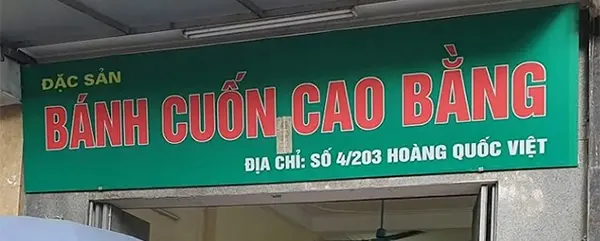 ĐẶC SẢN
BÁNH CUỐN CAO BẰNG
ĐỊA CHỈ: SỐ 4/203 HOÀNG QUỐC VIỆT